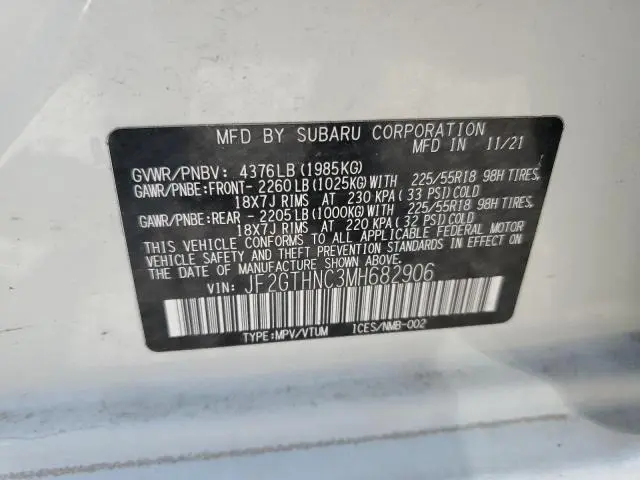 MFD BY SUBARU CORPORATION
MFD IN 11/21
GVWR/PNBV: 4376LB(1985KG)
GAWR/PNBE:FRONT- 2260LB(1025KG)WITH 225/55R18 98H TIRES,
18X7J RIMS AT 230 KPA(33 PSI)COLD
GAWR/PNBE:REAR - 2205LB(1000KG)WITH 225/55R18 98H TIRES,
18X7J RIMS AT 220 KPA(32 PSI)COLD
THIS VEHICLE CONFORMS TO ALL APPLICABLE FEDERAL MOTOR
VEHICLE SAFETY AND THEFT PREVENTION STANDARDS IN EFFECT ON
THE DATE OF MANUFACTURE SHOWN ABOVE.
VIN: JF2GTHNC3MH682906
TYPE:MPV/VTUM ICES/NMB-002